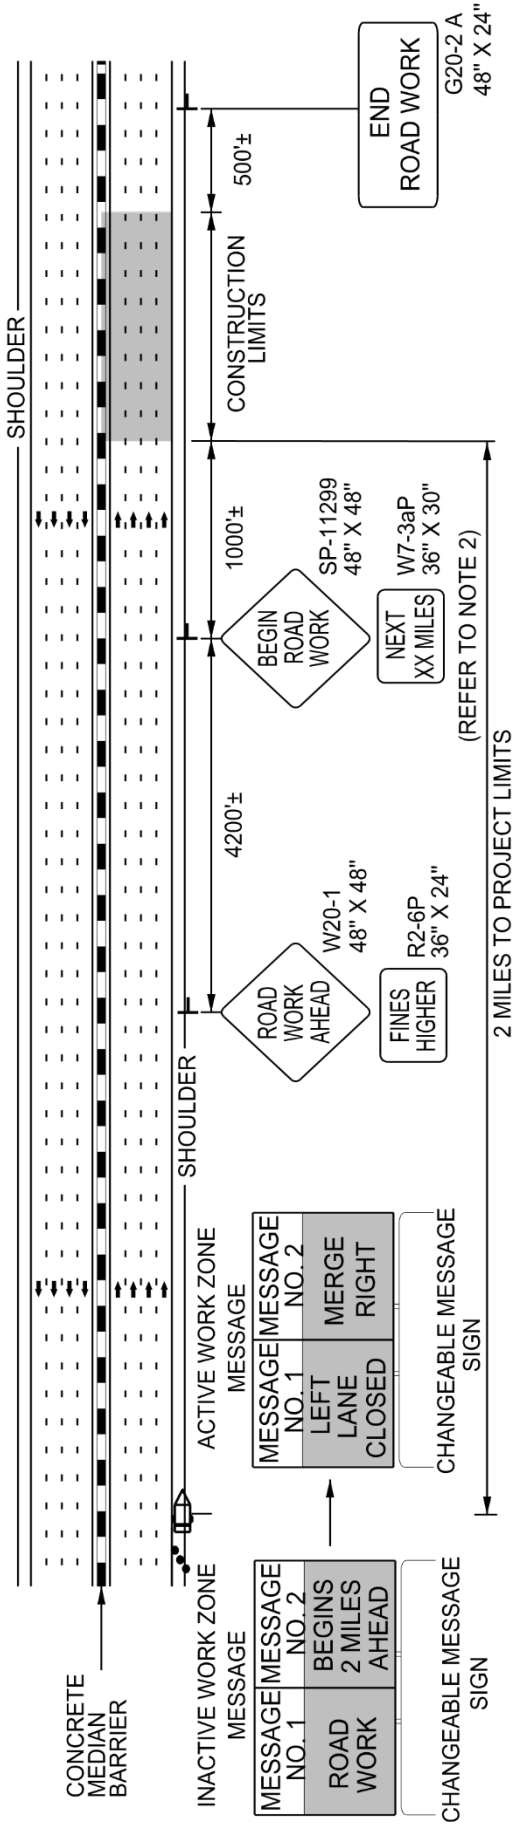 SHOULDER
CONCRETE
MEDIAN
BARRIER
SHOULDER
INACTIVE WORK ZONE
MESSAGE
MESSAGE
NO. 1
MESSAGE
NO. 2
ROAD
WORK
BEGINS
2 MILES
AHEAD
CHANGEABLE MESSAGE
SIGN
ACTIVE WORK ZONE
MESSAGE
MESSAGE
NO. 1
MESSAGE
NO. 2
LEFT
LANE
CLOSED
MERGE
RIGHT
CHANGEABLE MESSAGE
SIGN
4200'±
1000'±
CONSTRUCTION
LIMITS
500'±
ROAD
WORK
AHEAD
W20-1
48" X 48"
FINES
HIGHER
R2-6P
36" X 24"
BEGIN
ROAD
WORK
SP-11299
48" X 48"
NEXT
XX MILES
W7-3aP
36" X 30"
END
ROAD WORK
G20-2 A
48" X 24"
(REFER TO NOTE 2)
2 MILES TO PROJECT LIMITS